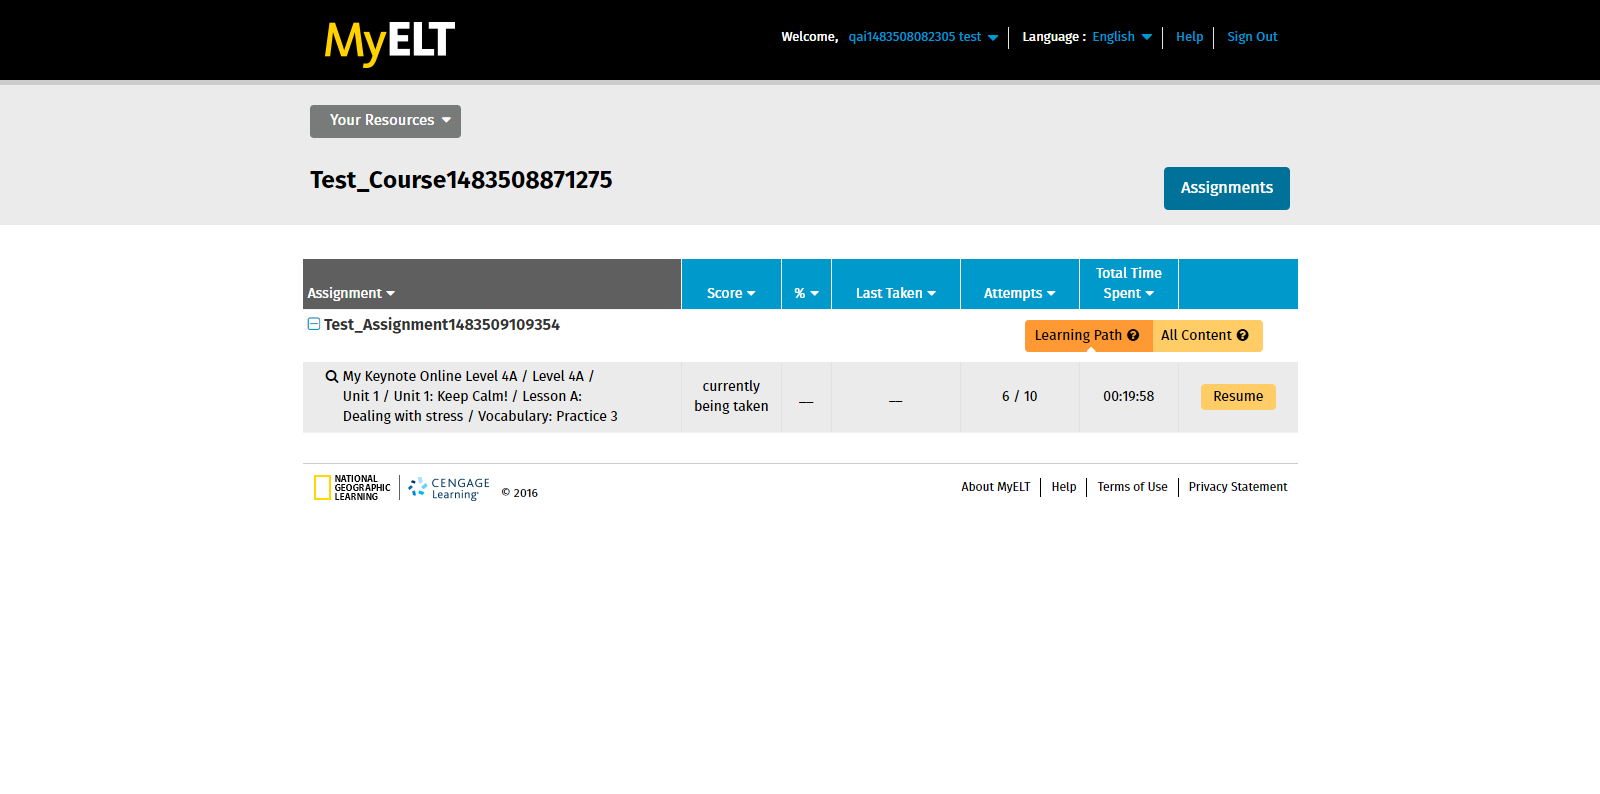 MyELT
Welcome, qai1483508082305 test
Language : English
Help
Sign Out
Your Resources
Test_Course1483508871275
Assignments
Assignment
Score
%
Last Taken
Attempts
Total Time
Spent
Test_Assignment1483509109354
Learning Path
All Content
My Keynote Online Level 4A / Level 4A /
Unit 1 / Unit 1: Keep Calm! / Lesson A:
Dealing with stress / Vocabulary: Practice 3
currently
being taken
__
__
6 / 10
00:19:58
Resume
NATIONAL
GEOGRAPHIC
LEARNING
CENGAGE
Learning
© 2016
About MyELT
Help
Terms of Use
Privacy Statement